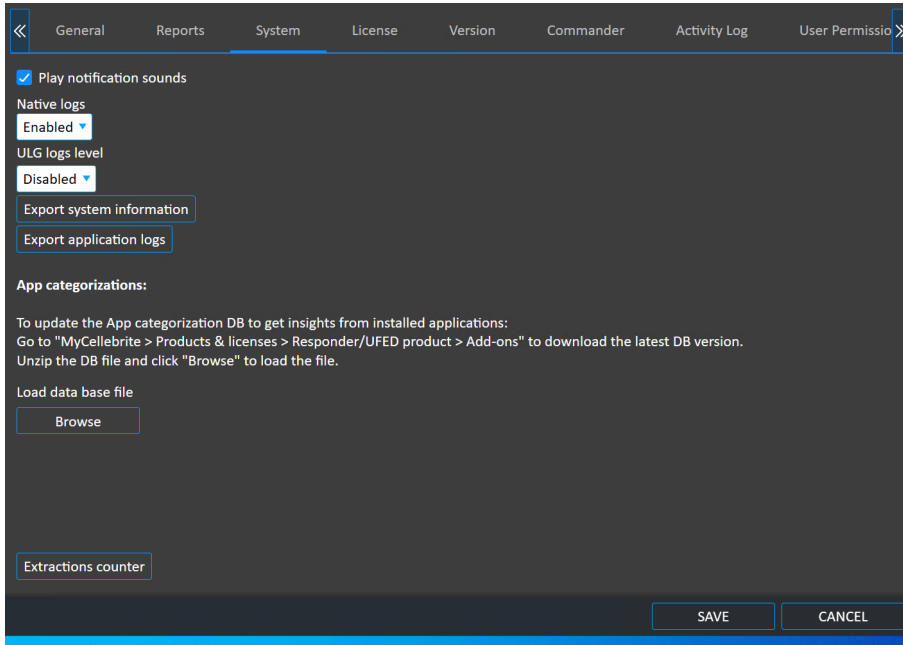 General Reports System License Version Commander Activity Log User Permissio
Play notification sounds
Native logs
Enabled
ULG logs level
Disabled
Export system information
Export application logs
App categorizations:
To update the App categorization DB to get insights from installed applications:
Go to "MyCellebrite > Products & licenses > Responder/UFED product > Add-ons" to download the latest DB version.
Unzip the DB file and click "Browse" to load the file.
Load data base file
Browse
Extractions counter
SAVE CANCEL